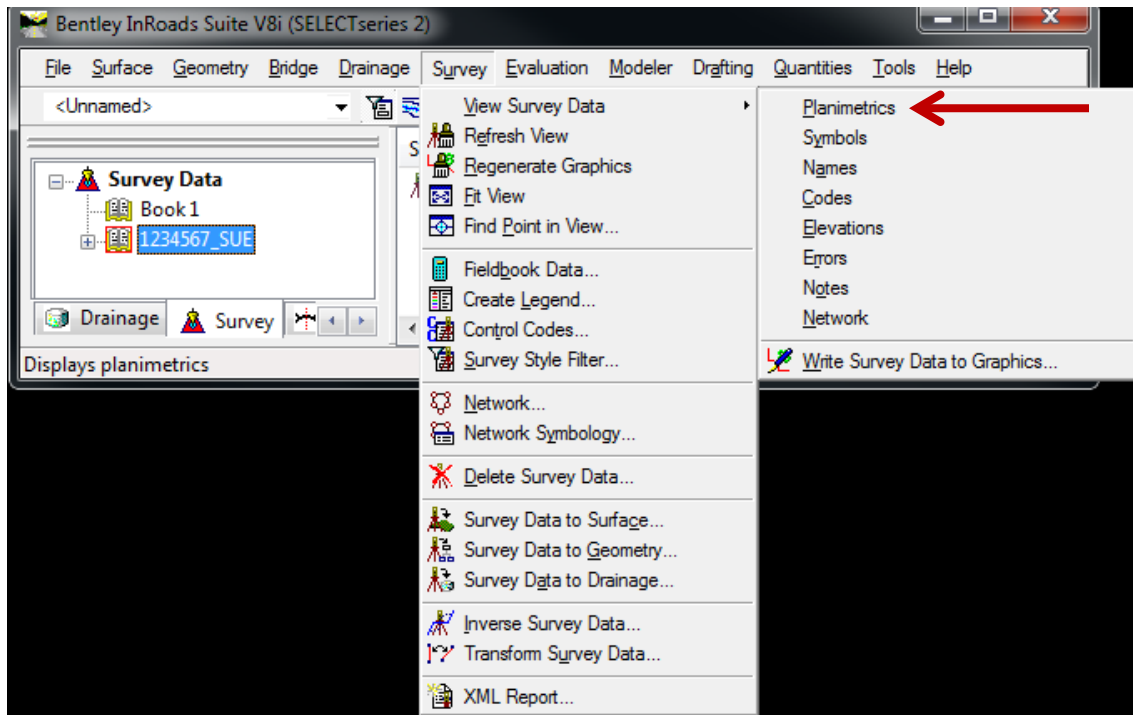 Bentley InRoads Suite V8i (SELECTseries 2)
File Surface Geometry Bridge Drainage Survey Evaluation Modeler Drafting Quantities Tools Help
<Unnamed>
Survey Data
Book 1
1234567_SUE
Drainage Survey
Displays planimetrics
S
View Survey Data
Refresh View
Regenerate Graphics
Fit View
Find Point in View...
Fieldbook Data...
Create Legend...
Control Codes...
Survey Style Filter...
Network...
Network Symbology...
Delete Survey Data...
Survey Data to Surface...
Survey Data to Geometry...
Survey Data to Drainage...
Inverse Survey Data...
Transform Survey Data...
XML Report...
Planimetrics
Symbols
Names
Codes
Elevations
Errors
Notes
Network
Write Survey Data to Graphics...